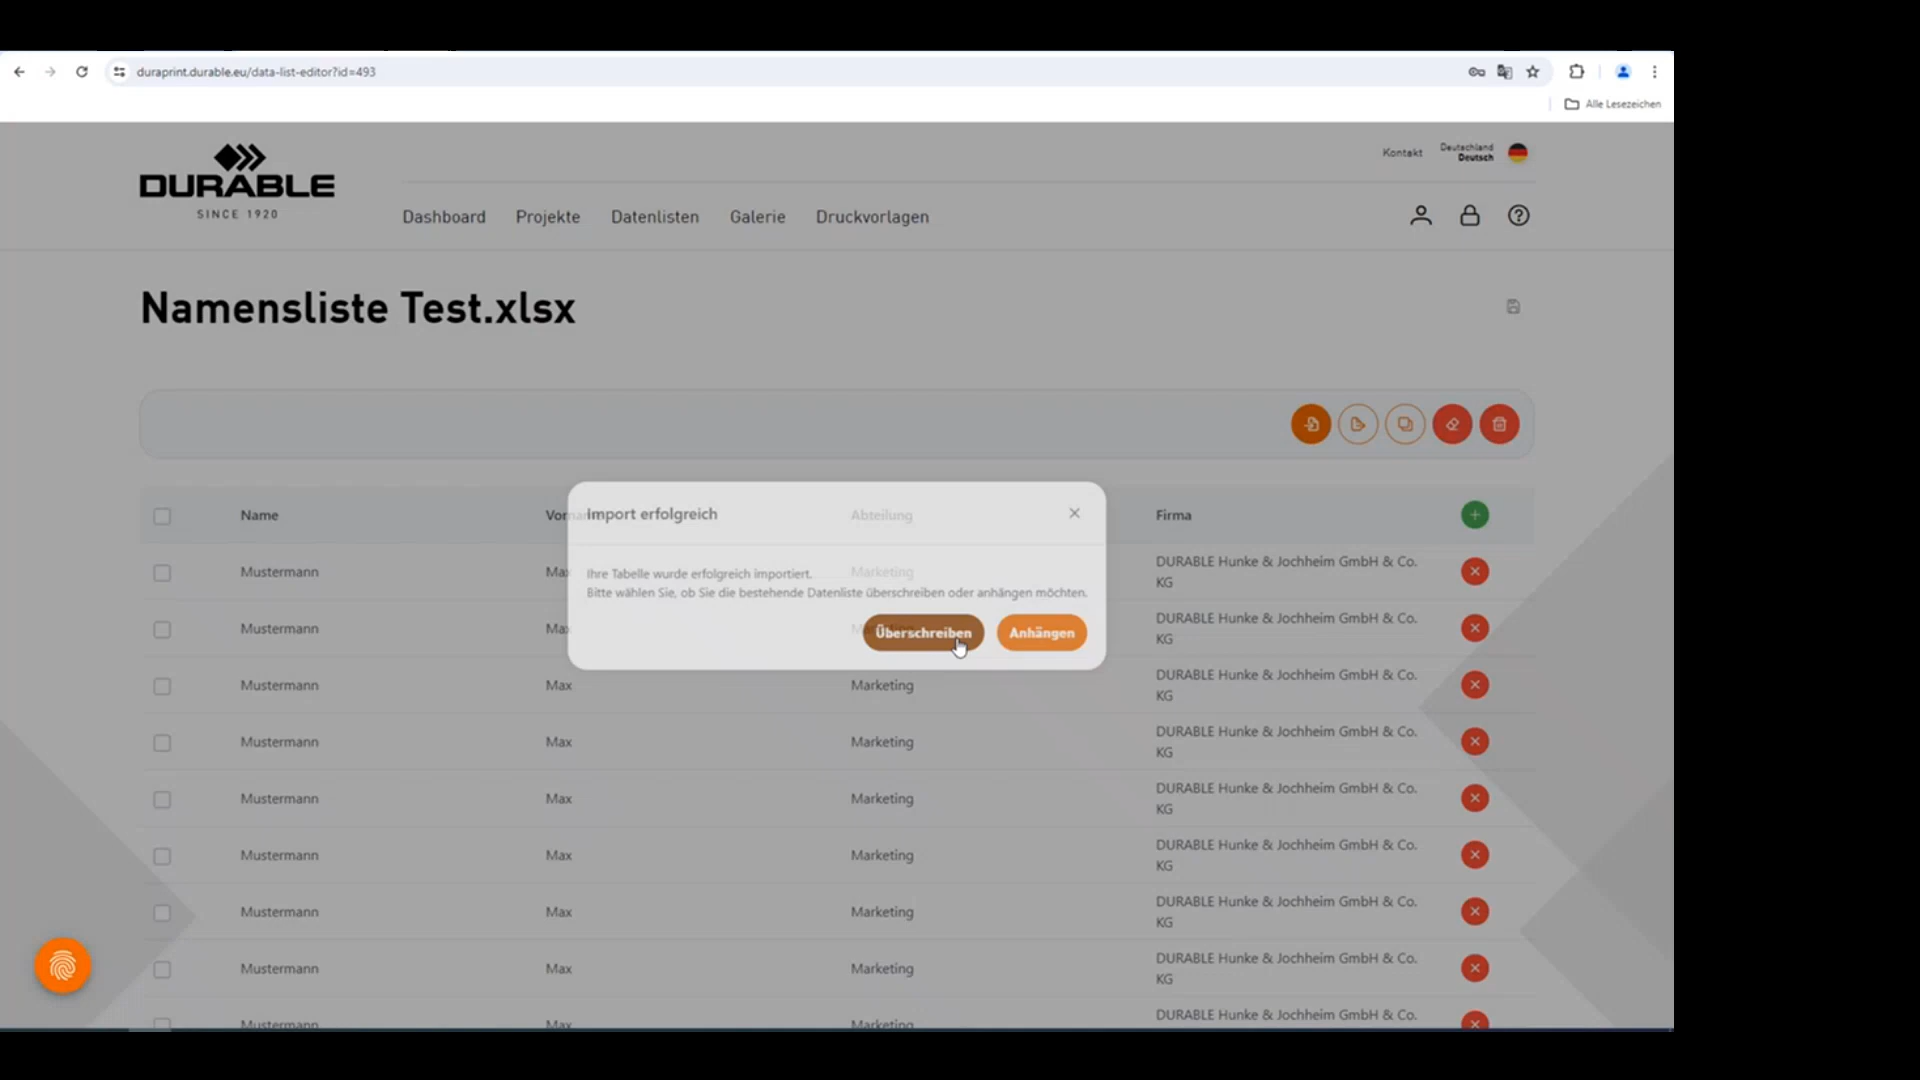 duraprint.durable.eu/data-list-editor?id=493
Alle Lesezeichen
Kontakt
Deutschland
Deutsch
DURABLE
SINCE 1920
Dashboard
Projekte
Datenlisten
Galerie
Druckvorlagen
Namensliste Test.xlsx
Import erfolgreich
Ihre Tabelle wurde erfolgreich importiert.
Bitte wählen Sie, ob Sie die bestehende Datenliste überschreiben oder anhängen möchten.
Überschreiben
Anhängen
Name
Abteilung
Firma
Mustermann
Max
Marketing
DURABLE Hunke & Jochheim GmbH & Co.
KG
Mustermann
Max
DURABLE Hunke & Jochheim GmbH & Co.
KG
Mustermann
Max
Marketing
DURABLE Hunke & Jochheim GmbH & Co.
KG
Mustermann
Max
Marketing
DURABLE Hunke & Jochheim GmbH & Co.
KG
Mustermann
Max
Marketing
DURABLE Hunke & Jochheim GmbH & Co.
KG
Mustermann
Max
Marketing
DURABLE Hunke & Jochheim GmbH & Co.
KG
Mustermann
Max
Marketing
DURABLE Hunke & Jochheim GmbH & Co.
KG
Mustermann
Max
Marketing
DURABLE Hunke & Jochheim GmbH & Co.
KG
Mustermann
Max
Marketing
DURABLE Hunke & Jochheim GmbH & Co.